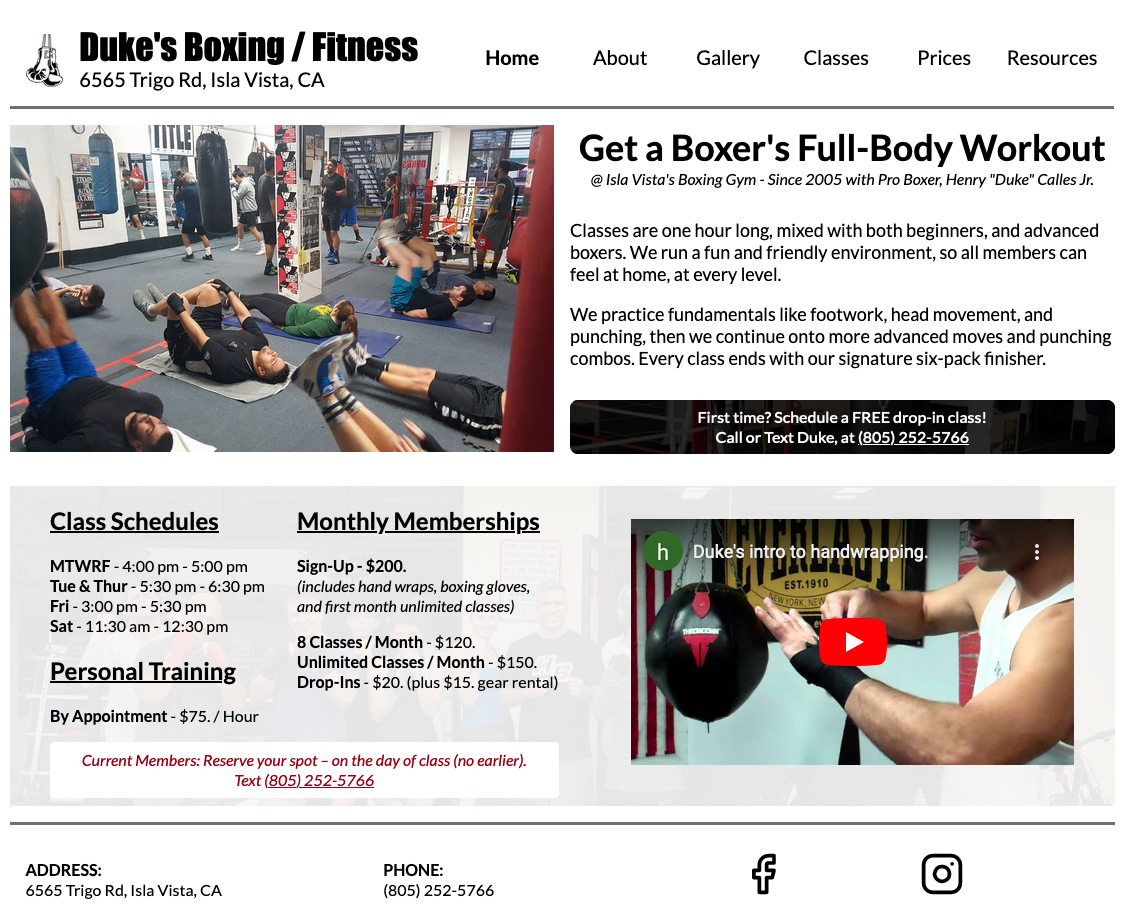 Duke's Boxing / Fitness
6565 Trigo Rd, Isla Vista, CA
Home About Gallery Classes Prices Resources
TITLE
Get a Boxer's Full-Body Workout
@ Isla Vista's Boxing Gym - Since 2005 with Pro Boxer, Henry "Duke" Calles Jr.
Classes are one hour long, mixed with both beginners, and advanced
boxers. We run a fun and friendly environment, so all members can
feel at home, at every level.
We practice fundamentals like footwork, head movement, and
punching, then we continue onto more advanced moves and punching
combos. Every class ends with our signature six-pack finisher.
First time? Schedule a FREE drop-in class!
Call or Text Duke, at (805) 252-5766
Class Schedules
MTWRF - 4:00 pm - 5:00 pm
Tue & Thur - 5:30 pm - 6:30 pm
Fri - 3:00 pm - 5:30 pm
Sat - 11:30 am - 12:30 pm
Personal Training
By Appointment - $75. / Hour
Monthly Memberships
Sign-Up - $200.
(includes hand wraps, boxing gloves,
and first month unlimited classes)
8 Classes / Month - $120.
Unlimited Classes / Month - $150.
Drop-Ins - $20. (plus $15. gear rental)
Current Members: Reserve your spot – on the day of class (no earlier).
Text (805) 252-5766
EVERLAST
h Duke's intro to handwrapping.
EST.1910
NEW YORK, NEW
THROWDOWN
ADDRESS:
6565 Trigo Rd, Isla Vista, CA
PHONE:
(805) 252-5766